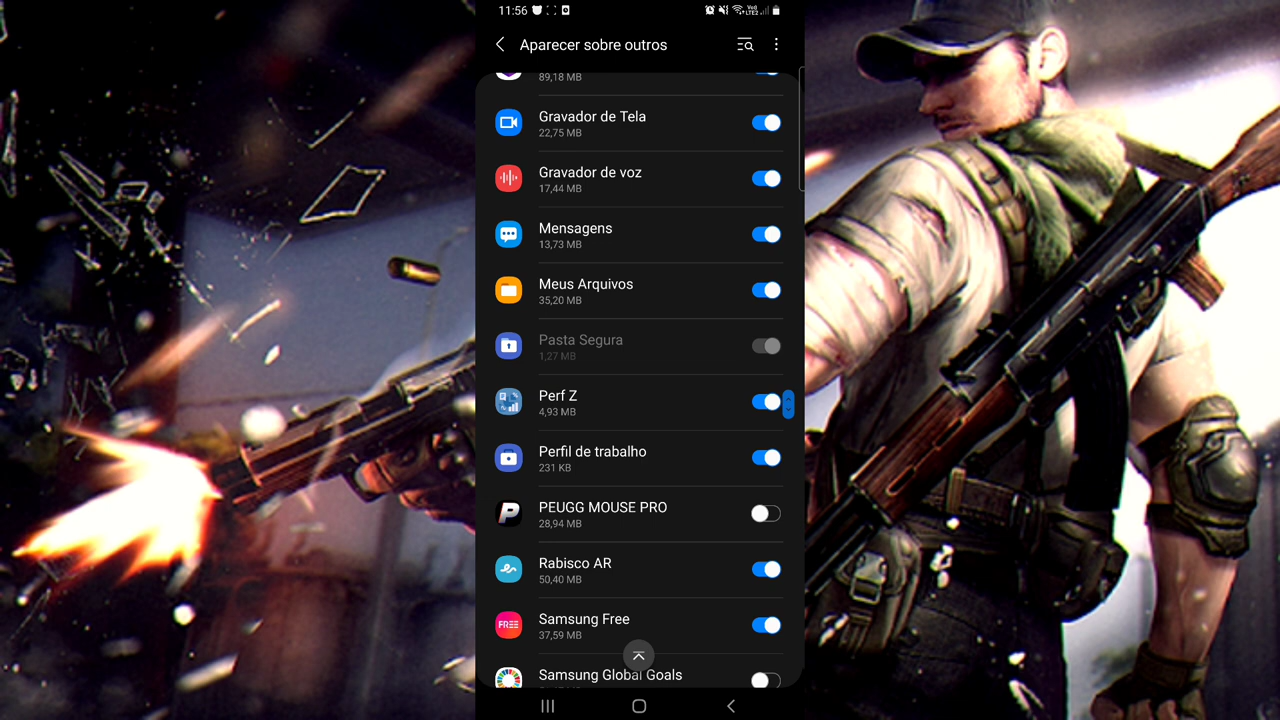 11:56
Vo)
LTE2
Aparecer sobre outros
89,18 MB
Gravador de Tela
22,75 MB
Gravador de voz
17,44 MB
Mensagens
13,73 MB
Meus Arquivos
35,20 MB
Pasta Segura
1,27 MB
Perf Z
4,93 MB
Perfil de trabalho
231 KB
PEUGG MOUSE PRO
28,94 MB
Rabisco AR
50,40 MB
FREE
Samsung Free
37,59 MB
Samsung Global Goals